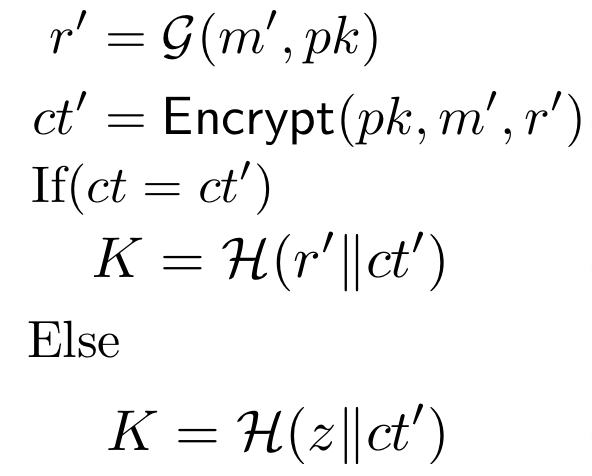 r′ = 𝒢(m′, pk)
ct′ = Encrypt(pk, m′, r′)
If(ct = ct′)
K = ℋ(r′∥ct′)
Else
K = ℋ(z∥ct′)